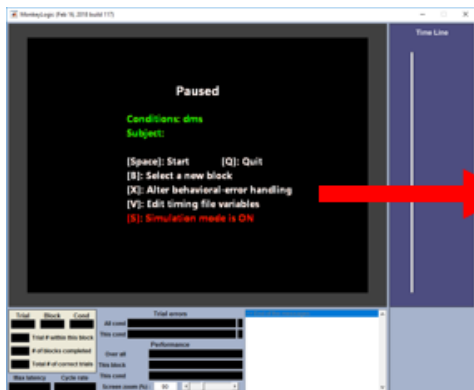 MonkeyLogic (Feb 16, 2018 build 117)
Time Line
Paused
Conditions: dms
Subject:
[Space]: Start [Q]: Quit
[B]: Select a new block
[X]: Alter behavioral-error handling
[V]: Edit timing file variables
[S]: Simulation mode is ON
Trial Block Cond
Trial # within this block
# of blocks completed
Total # of correct trials
Max latency Cycle rate
Trial errors
All cond
This cond
Performance
Over all
This block
This cond
Screen zoom (%)